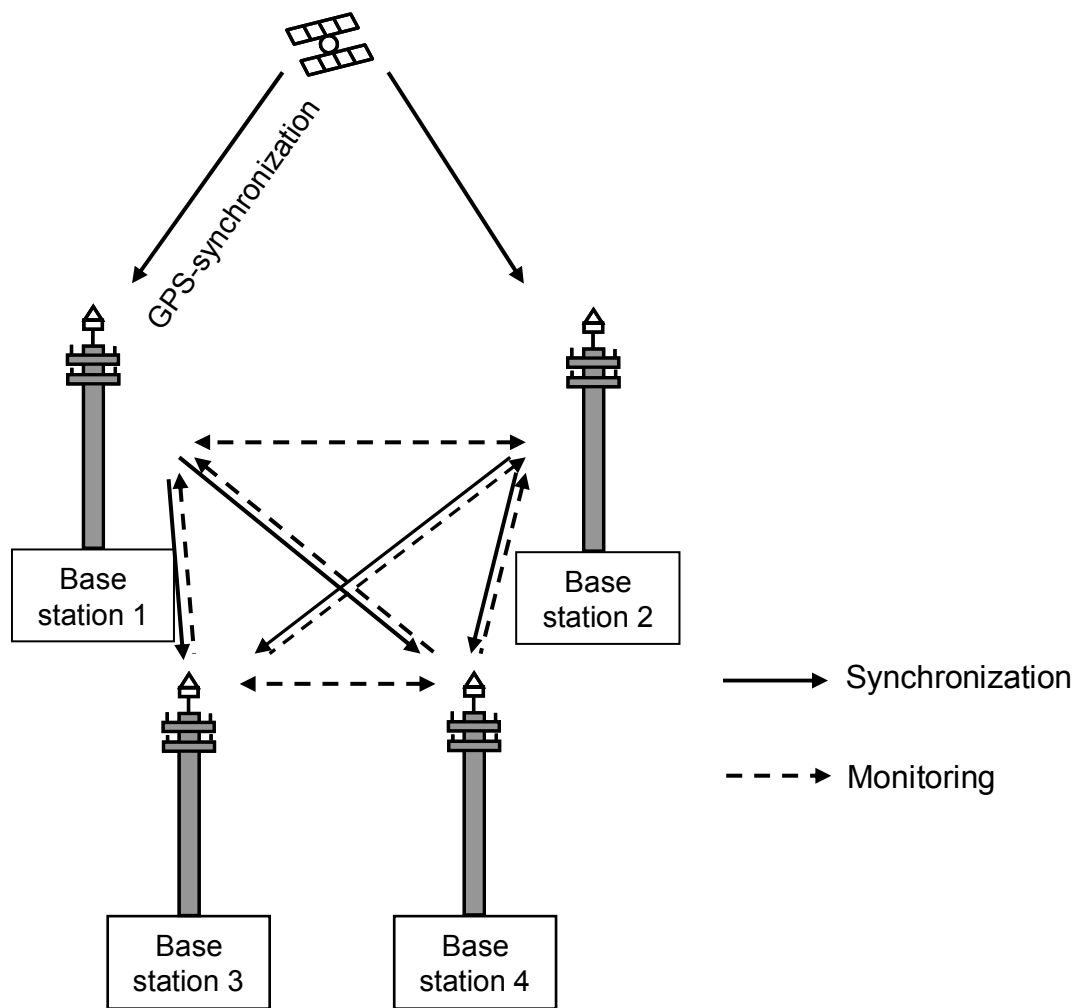 GPS-synchronization
Base
station 1
Base
station 2
Synchronization
Monitoring
Base
station 3
Base
station 4